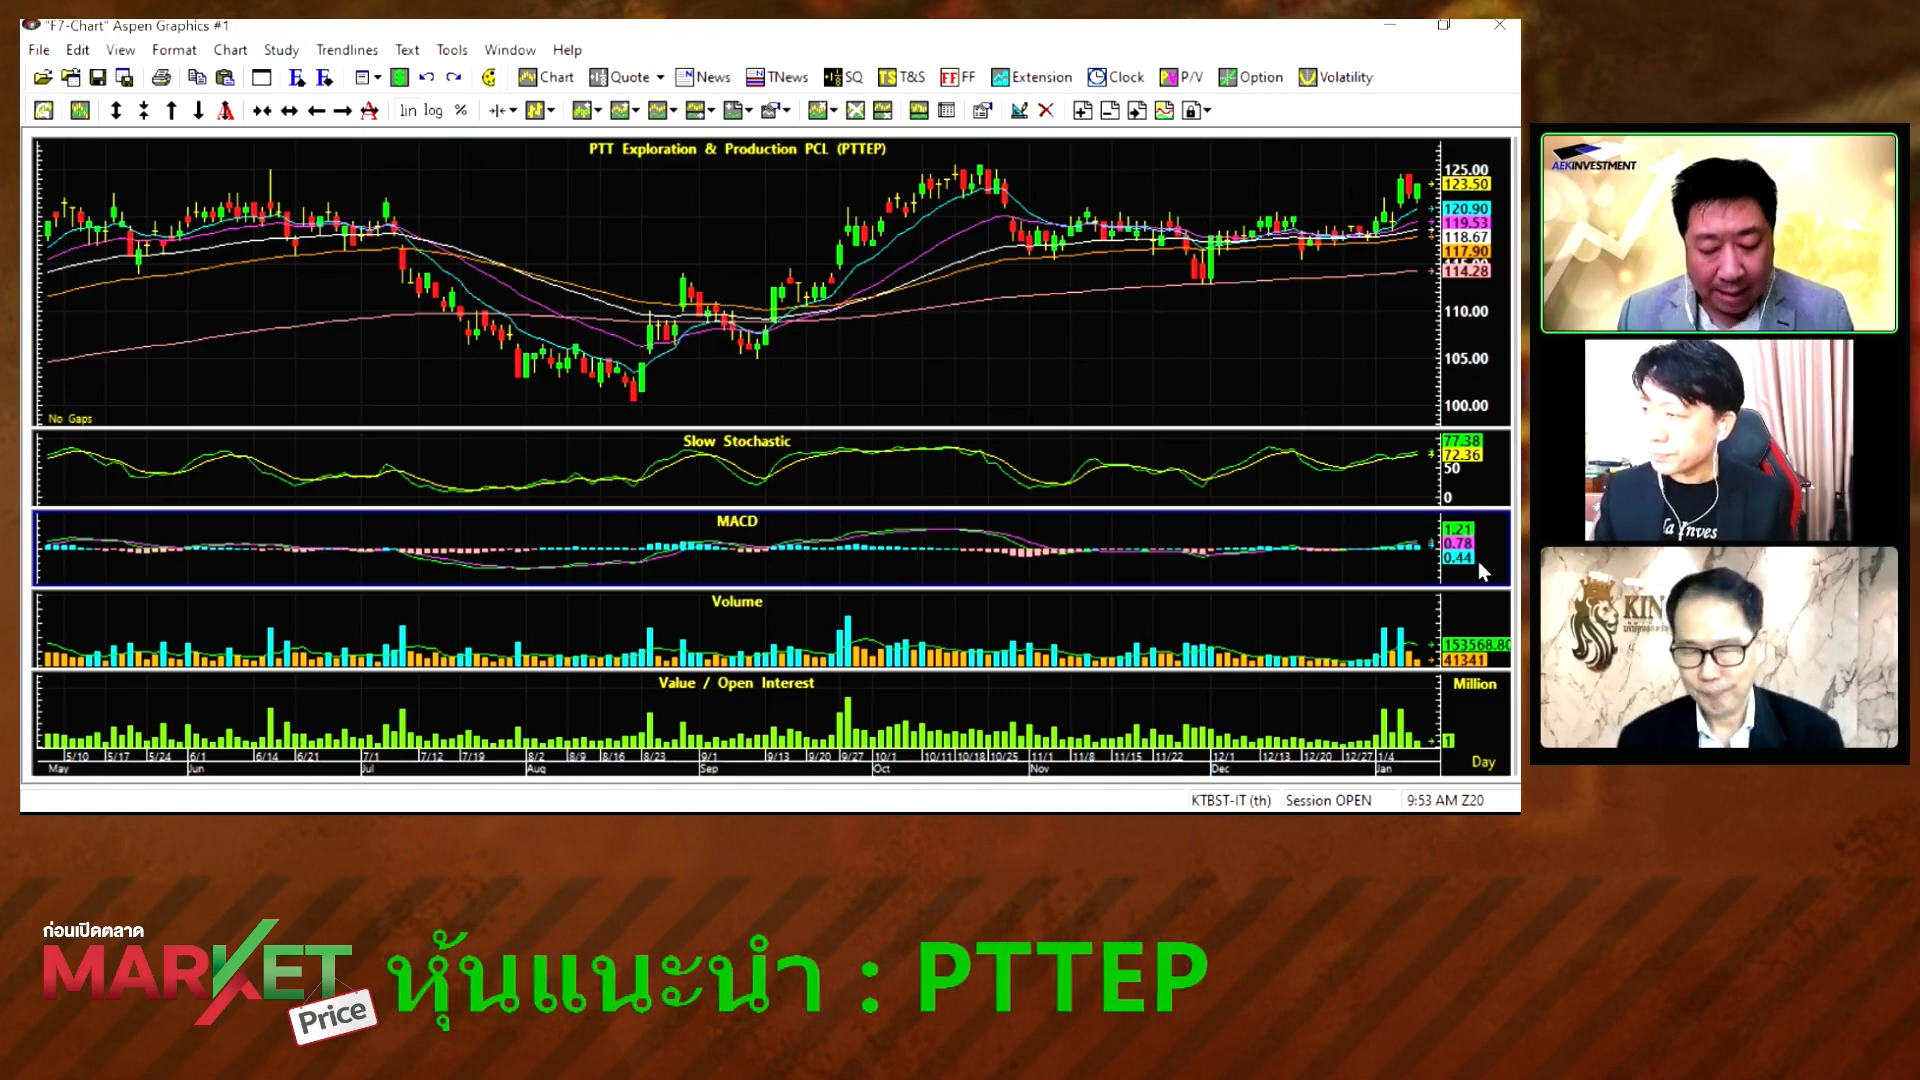 "F7-Chart" Aspen Graphics #1
File Edit View Format Chart Study Trendlines Text Tools Window Help
Chart Quote News TNews SQ T&S FF Extension Clock P/V Option Volatility
lin log %
PTT Exploration & Production PCL (PTTEP)
125.00
123.50
120.90
119.53
118.67
117.90
114.28
110.00
105.00
100.00
No Gaps
Slow Stochastic
77.38
72.36
50
0
MACD
1.21
0.78
0.44
Volume
153568.80
41341
Value / Open Interest
Million
1
5/10 5/17 5/24 6/1 6/14 6/21 7/1 7/12 7/19 8/2 8/9 8/16 8/23 9/1 9/13 9/20 9/27 10/1 10/11 10/18 10/25 11/1 11/8 11/15 11/22 12/1 12/13 12/20 12/27 1/4
May Jun Jul Aug Sep Oct Nov Dec Jan
Day
KTBST-IT (th) Session OPEN 9:53 AM Z20
AEKINVESTMENT
KIN
ก่อนเปิดตลาด
MARKET
Price
หุ้นแนะนำ : PTTEP